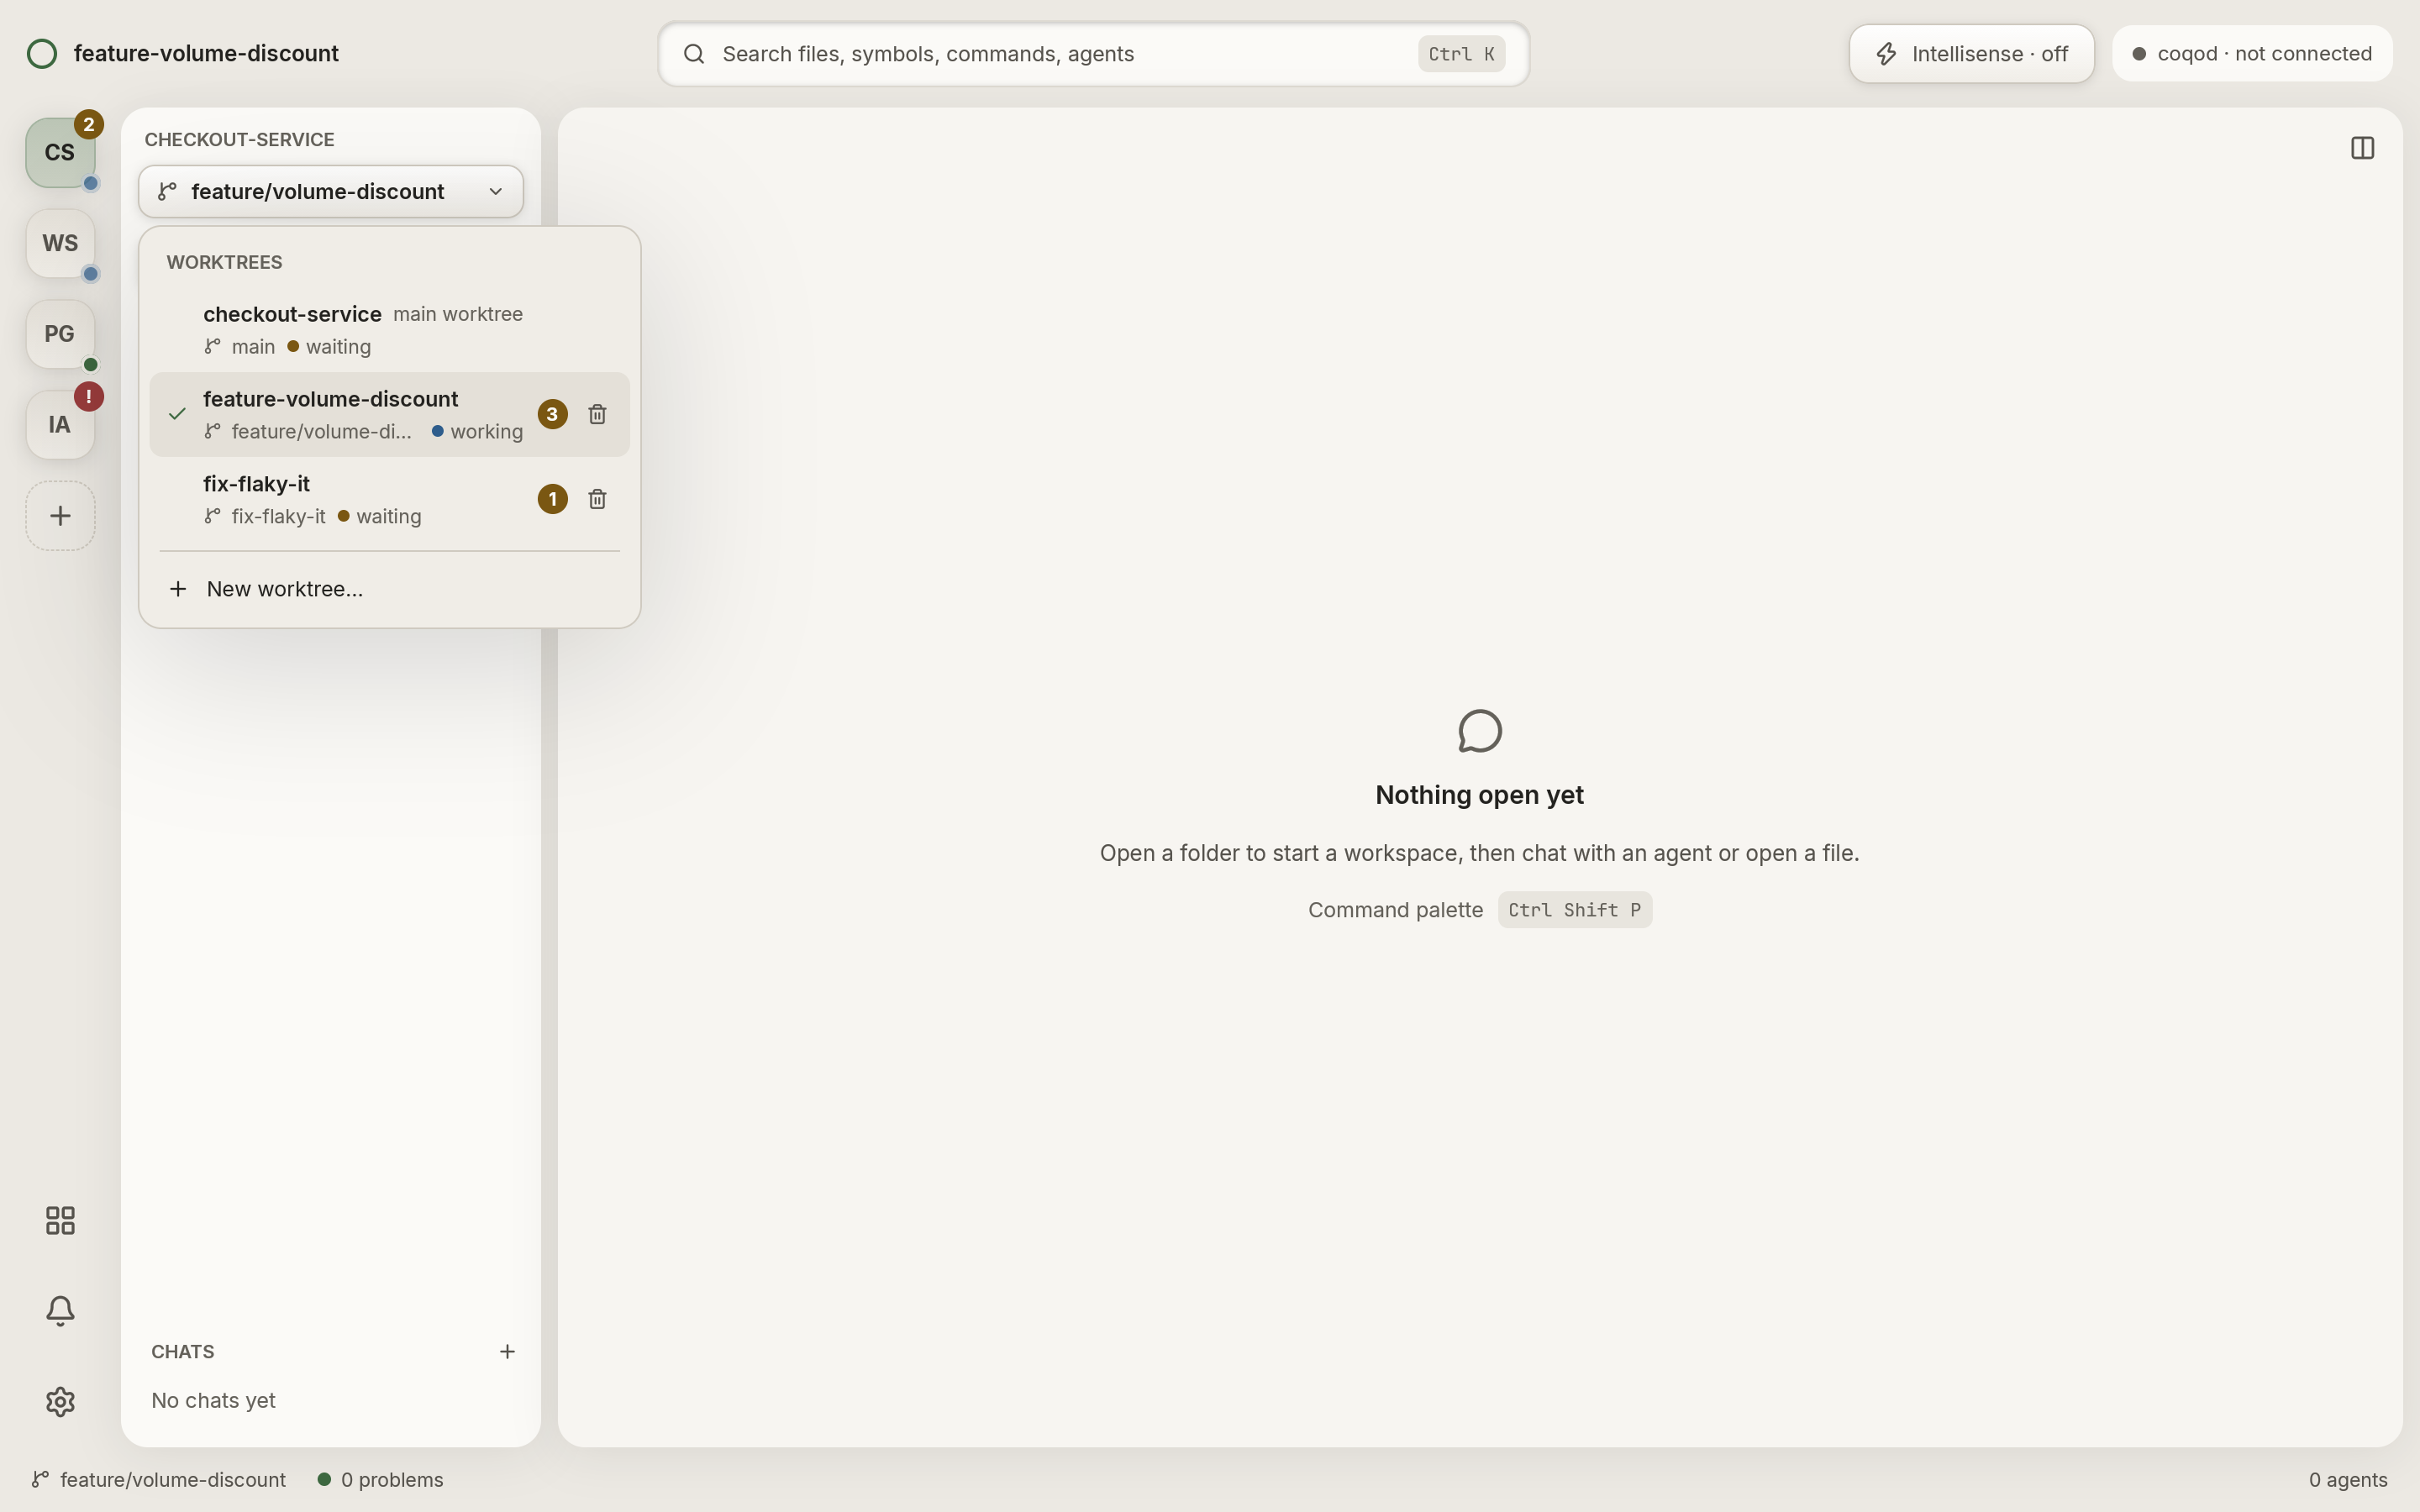 feature-volume-discount
Search files, symbols, commands, agents
Ctrl K
Intellisense · off
coqod · not connected
CS
2
WS
PG
IA
!
CHECKOUT-SERVICE
feature/volume-discount
WORKTREES
checkout-service main worktree
main waiting
feature-volume-discount
feature/volume-di... working
3
fix-flaky-it
fix-flaky-it waiting
1
New worktree...
Nothing open yet
Open a folder to start a workspace, then chat with an agent or open a file.
Command palette Ctrl Shift P
CHATS
No chats yet
feature/volume-discount
0 problems
0 agents